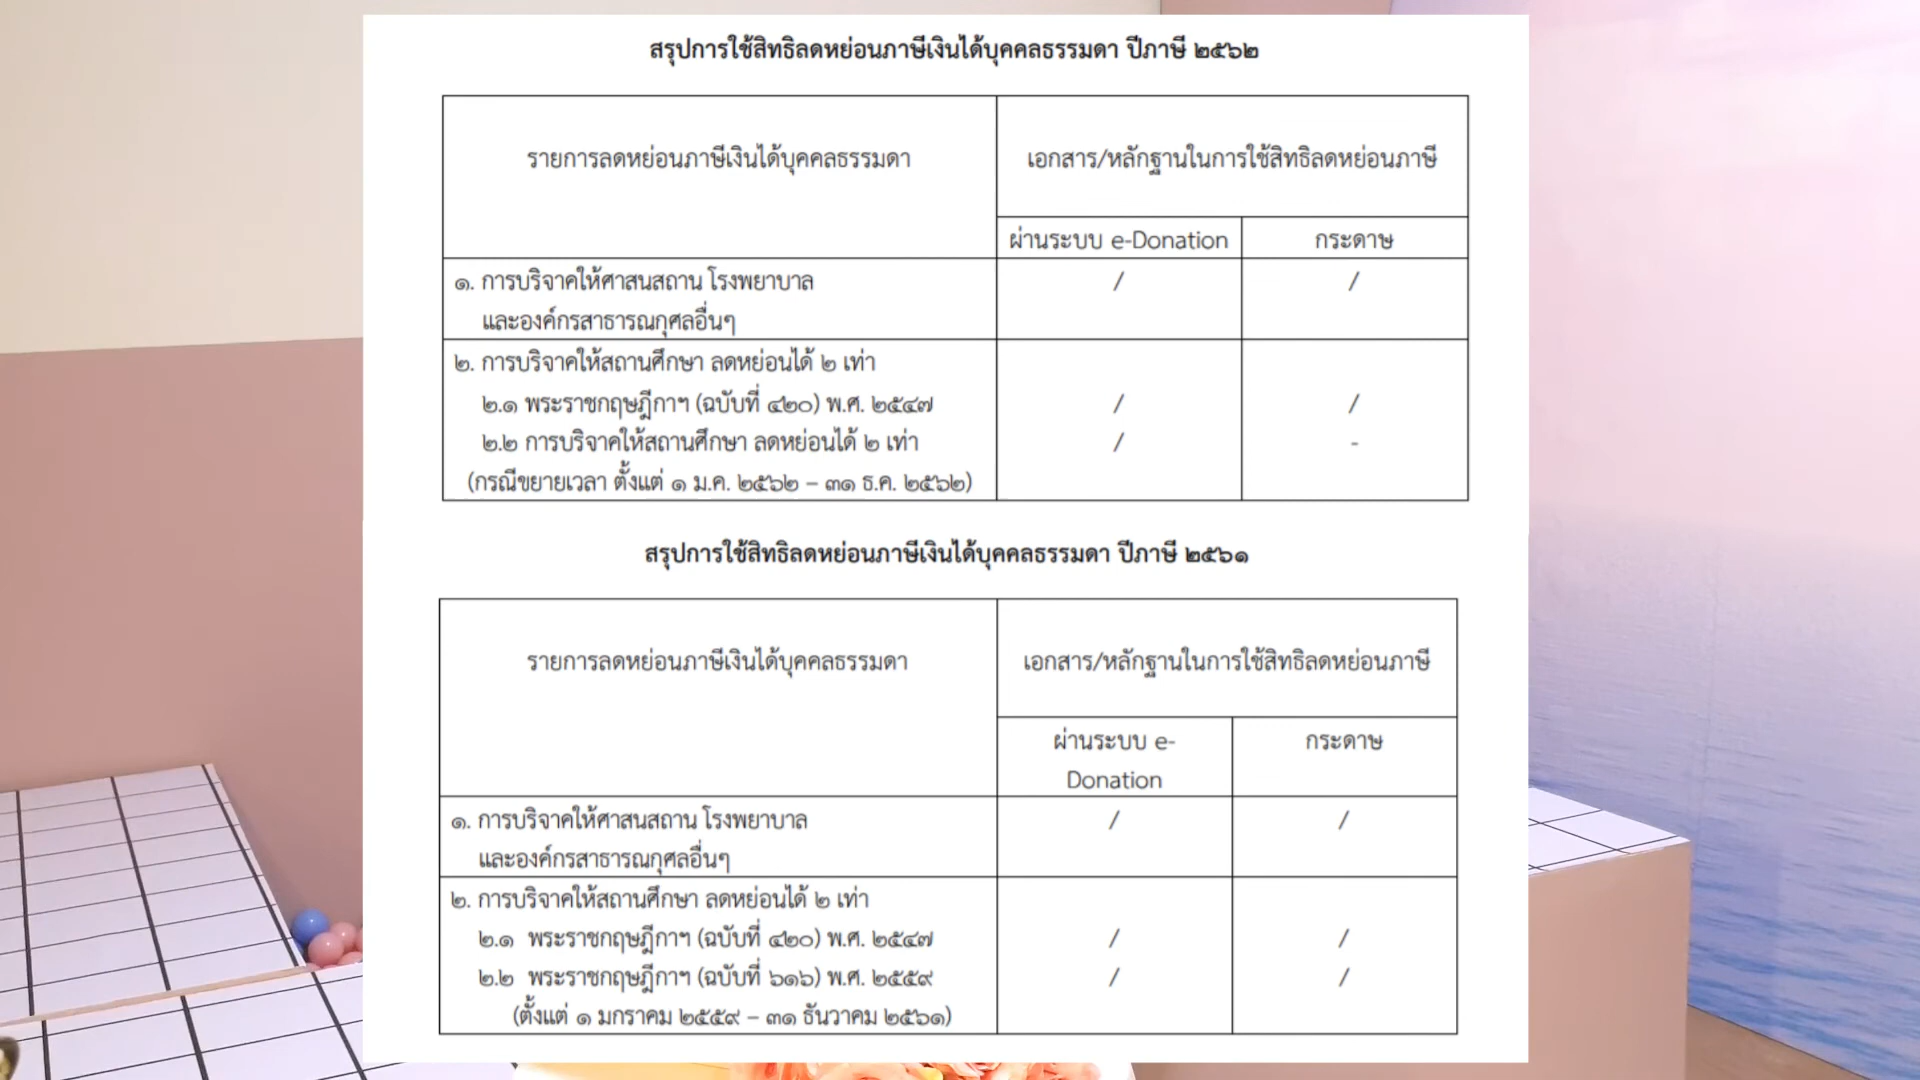 สรุปการใช้สิทธิลดหย่อนภาษีเงินได้บุคคลธรรมดา ปีภาษี ๒๕๖๒
รายการลดหย่อนภาษีเงินได้บุคคลธรรมดา
เอกสาร/หลักฐานในการใช้สิทธิลดหย่อนภาษี
ผ่านระบบ e-Donation
กระดาษ
๑. การบริจาคให้ศาสนสถาน โรงพยาบาล / /
และองค์กรสาธารณกุศลอื่นๆ
๒. การบริจาคให้สถานศึกษา ลดหย่อนได้ ๒ เท่า
๒.๑ พระราชกฤษฎีกาฯ (ฉบับที่ ๔๒๐) พ.ศ. ๒๕๔๗ / /
๒.๒ การบริจาคให้สถานศึกษา ลดหย่อนได้ ๒ เท่า / -
(กรณีขยายเวลา ตั้งแต่ ๑ ม.ค. ๒๕๖๒ – ๓๑ ธ.ค. ๒๕๖๒)
สรุปการใช้สิทธิลดหย่อนภาษีเงินได้บุคคลธรรมดา ปีภาษี ๒๕๖๑
รายการลดหย่อนภาษีเงินได้บุคคลธรรมดา
เอกสาร/หลักฐานในการใช้สิทธิลดหย่อนภาษี
ผ่านระบบ e-
Donation
กระดาษ
๑. การบริจาคให้ศาสนสถาน โรงพยาบาล / /
และองค์กรสาธารณกุศลอื่นๆ
๒. การบริจาคให้สถานศึกษา ลดหย่อนได้ ๒ เท่า
๒.๑ พระราชกฤษฎีกาฯ (ฉบับที่ ๔๒๐) พ.ศ. ๒๕๔๗ / /
๒.๒ พระราชกฤษฎีกาฯ (ฉบับที่ ๖๑๖) พ.ศ. ๒๕๕๙ / /
(ตั้งแต่ ๑ มกราคม ๒๕๕๙ – ๓๑ ธันวาคม ๒๕๖๑)